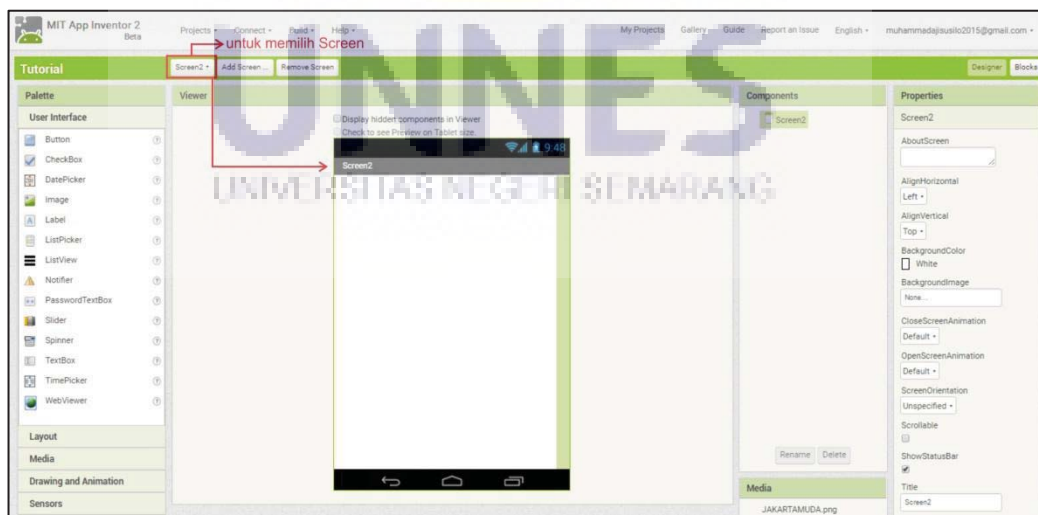 MIT App Inventor 2
Beta
Projects Connect Build Help My Projects Gallery Guide Report an Issue English muhammadajisusilo2015@gmail.com
untuk memilih Screen
Tutorial Screen2 Add Screen ... Remove Screen Designer Blocks
Palette
User Interface
Button
CheckBox
DatePicker
Image
Label
ListPicker
ListView
Notifier
PasswordTextBox
Slider
Spinner
TextBox
TimePicker
WebViewer
Layout
Media
Drawing and Animation
Sensors
Viewer
Display hidden components in Viewer
Check to see Preview on Tablet size.
9:48
Screen2
UNNES
UNIVERSITAS NEGERI SEMARANG
Components
Screen2
Rename Delete
Media
JAKARTAMUDA.png
Properties
Screen2
AboutScreen
AlignHorizontal
Left
AlignVertical
Top
BackgroundColor
White
BackgroundImage
None...
CloseScreenAnimation
Default
OpenScreenAnimation
Default
ScreenOrientation
Unspecified
Scrollable
ShowStatusBar
Title
Screen2